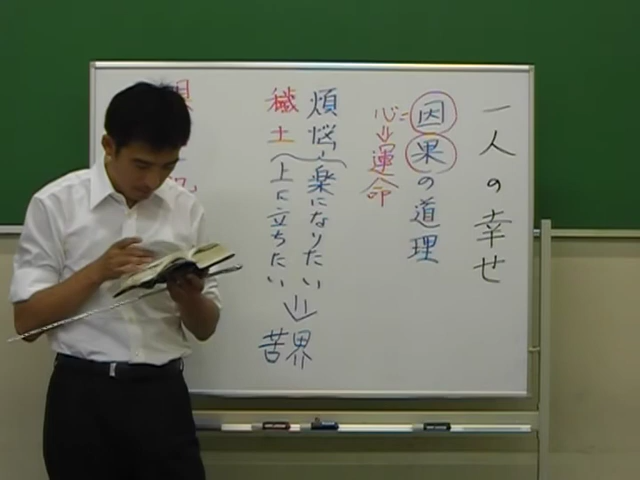 一人の幸せ
因果の道理
心⇒運命
煩悩
楽になりたい
上に立ちたい
⇒苦界
穢土